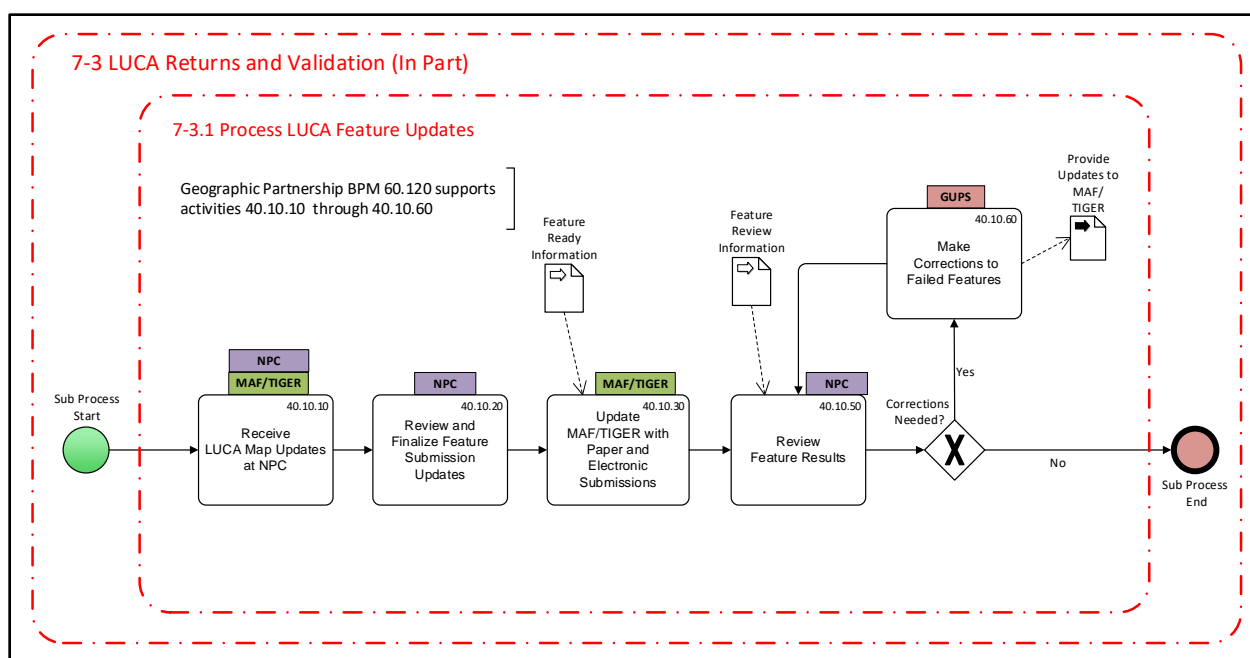 7-3 LUCA Returns and Validation (In Part)
7-3.1 Process LUCA Feature Updates
Geographic Partnership BPM 60.120 supports
activities 40.10.10 through 40.10.60
Sub Process
Start
NPC
MAF/TIGER
40.10.10
Receive
LUCA Map Updates
at NPC
NPC
40.10.20
Review and
Finalize Feature
Submission
Updates
Feature
Ready
Information
MAF/TIGER
40.10.30
Update
MAF/TIGER with
Paper and
Electronic
Submissions
Feature
Review
Information
NPC
40.10.50
Review
Feature Results
Corrections
Needed?
X
Yes
No
GUPS
40.10.60
Make
Corrections to
Failed Features
Provide
Updates to
MAF/
TIGER
Sub Process
End